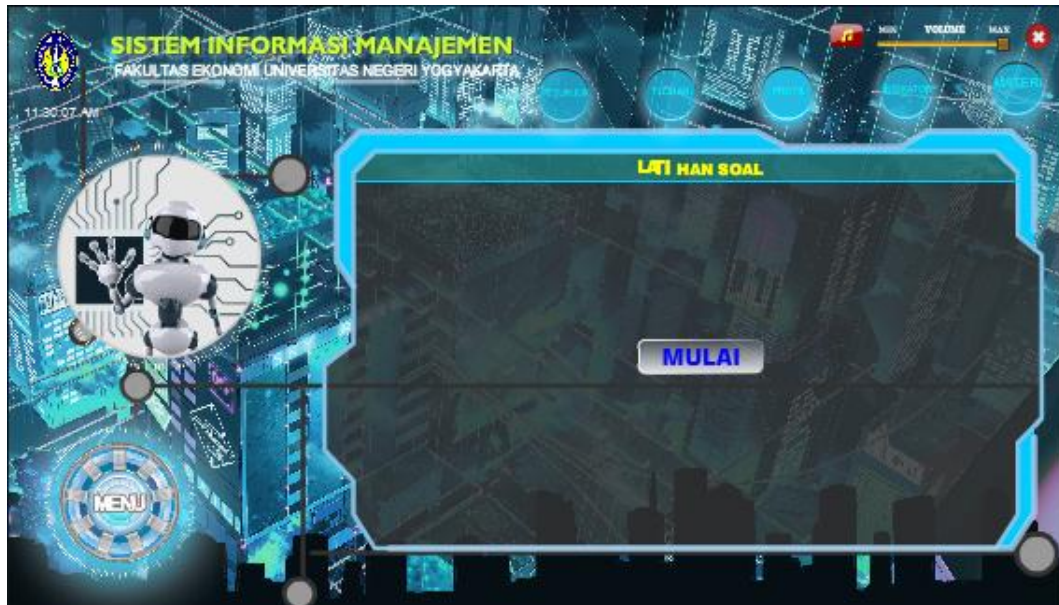 SISTEM INFORMASI MANAJEMEN
FAKULTAS EKONOMI UNIVERSITAS NEGERI YOGYAKARTA
MIN VOLUME MAX
11:30:07 AM
MATERI
LATI HAN SOAL
MULAI
MENU